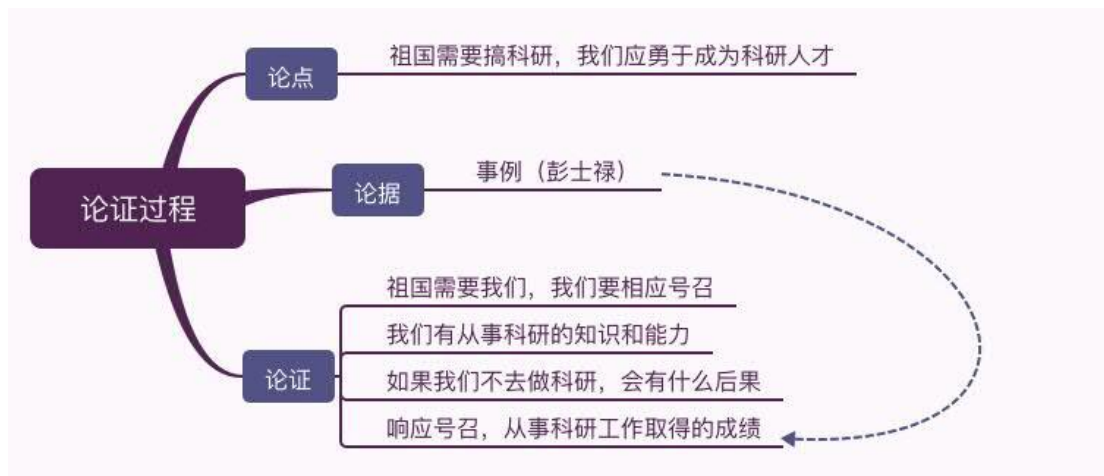 论证过程
论点
祖国需要搞科研，我们应勇于成为科研人才
论据
事例（彭士禄）
论证
祖国需要我们，我们要相应号召
我们有从事科研的知识和能力
如果我们不去做科研，会有什么后果
响应号召，从事科研工作取得的成绩